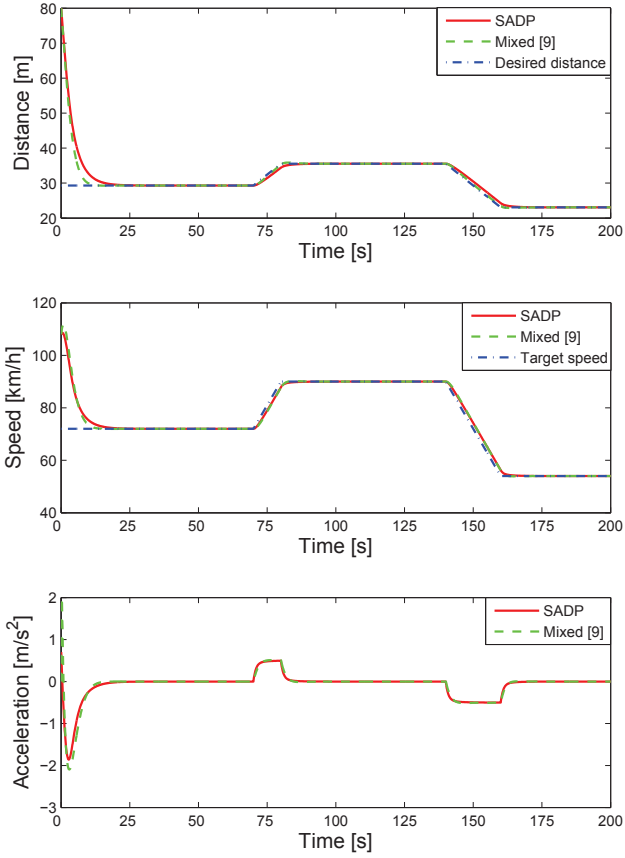 Distance [m]
80
70
60
50
40
30
20
0 25 50 75 100 125 150 175 200
Time [s]
SADP
Mixed [9]
Desired distance
Speed [km/h]
120
100
80
60
40
0 25 50 75 100 125 150 175 200
Time [s]
SADP
Mixed [9]
Target speed
Acceleration [m/s²]
2
1
0
−1
−2
−3
0 25 50 75 100 125 150 175 200
Time [s]
SADP
Mixed [9]